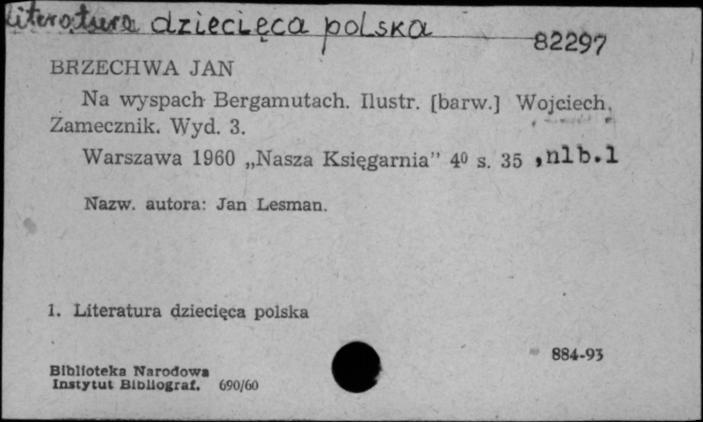 literatura dziecięca polska
82297
BRZECHWA JAN
Na wyspach Bergamutach. Ilustr. [barw.] Wojciech
Zamecznik. Wyd. 3.
Warszawa 1960 „Nasza Księgarnia” 4⁰ s. 35 ,nlb.1
Nazw. autora: Jan Lesman.
1. Literatura dziecięca polska
884-93
Biblioteka Narodowa
Instytut Bibliograf. 690/60